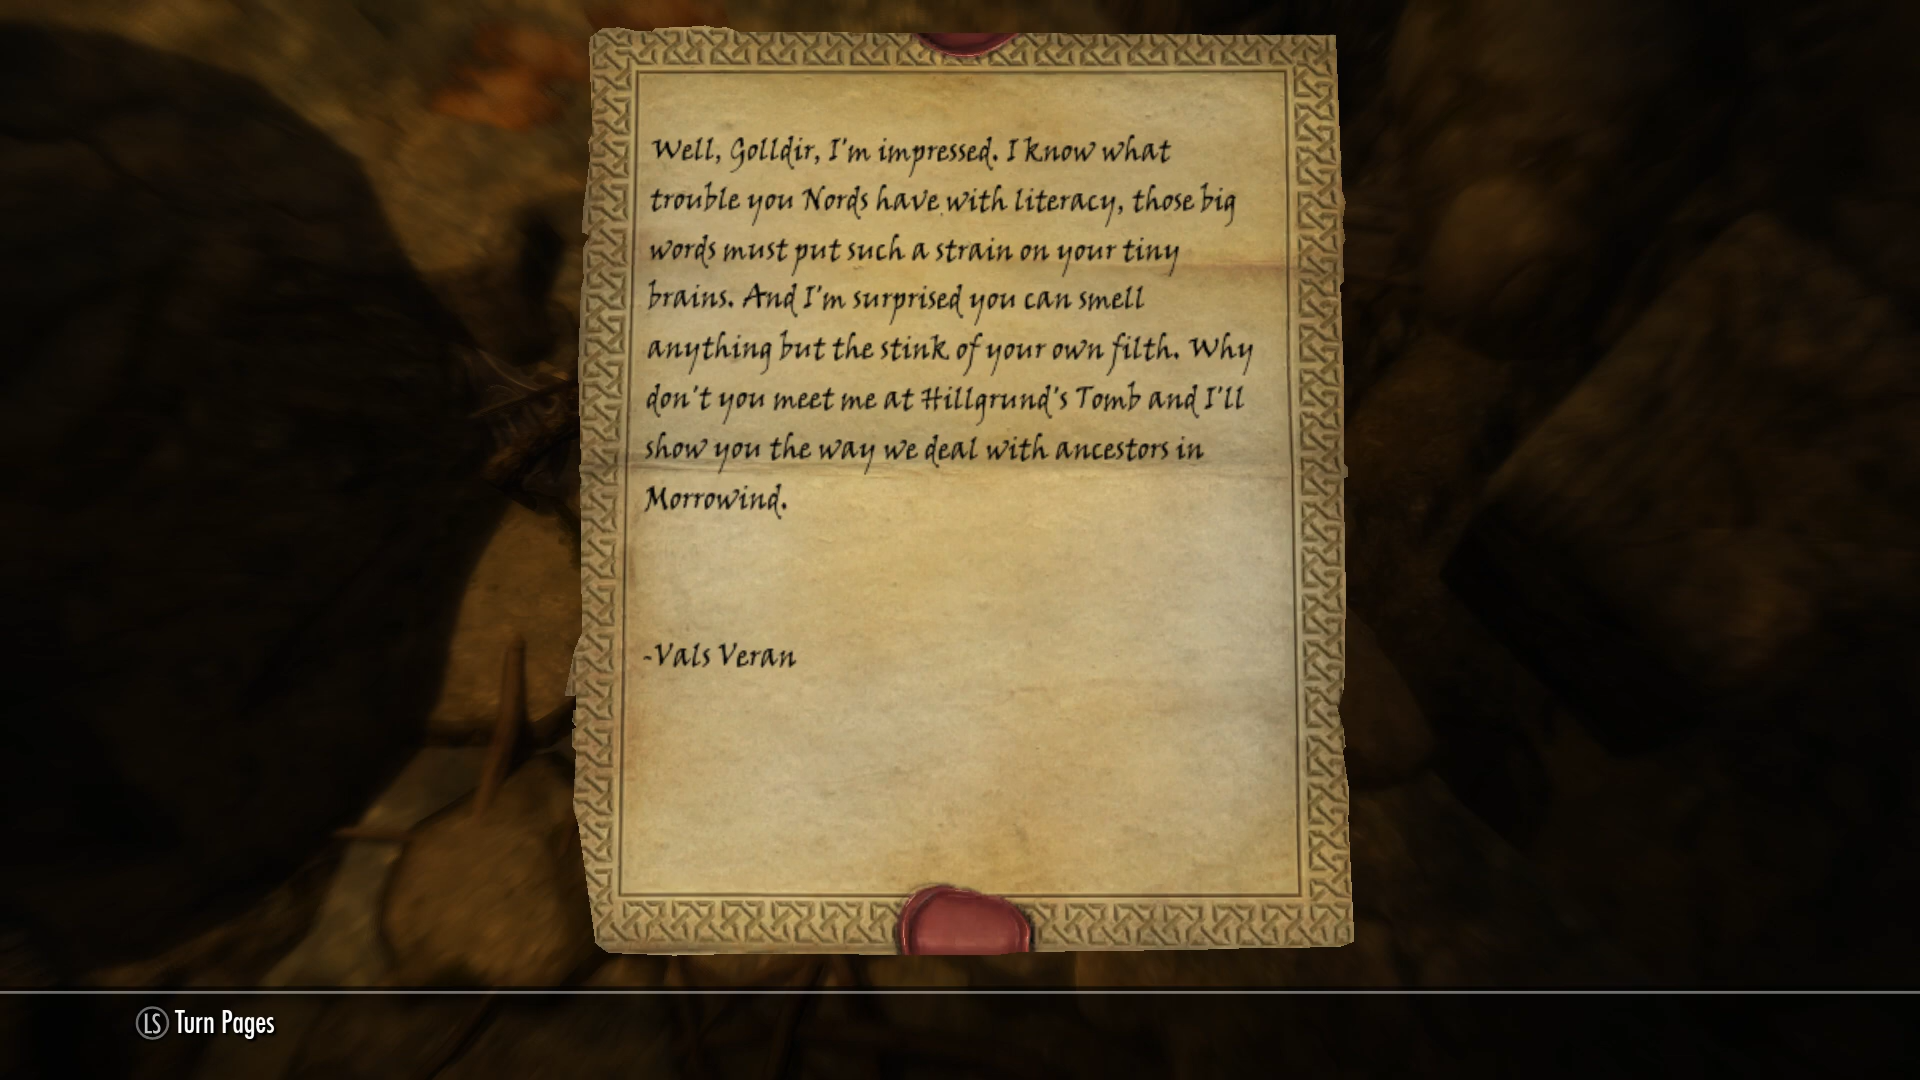 Well, Golldir, I'm impressed. I know what
trouble you Nords have with literacy, those big
words must put such a strain on your tiny
brains. And I'm surprised you can smell
anything but the stink of your own filth. Why
don't you meet me at Hillgrund's Tomb and I'll
show you the way we deal with ancestors in
Morrowind.
-Vals Veran
LS Turn Pages